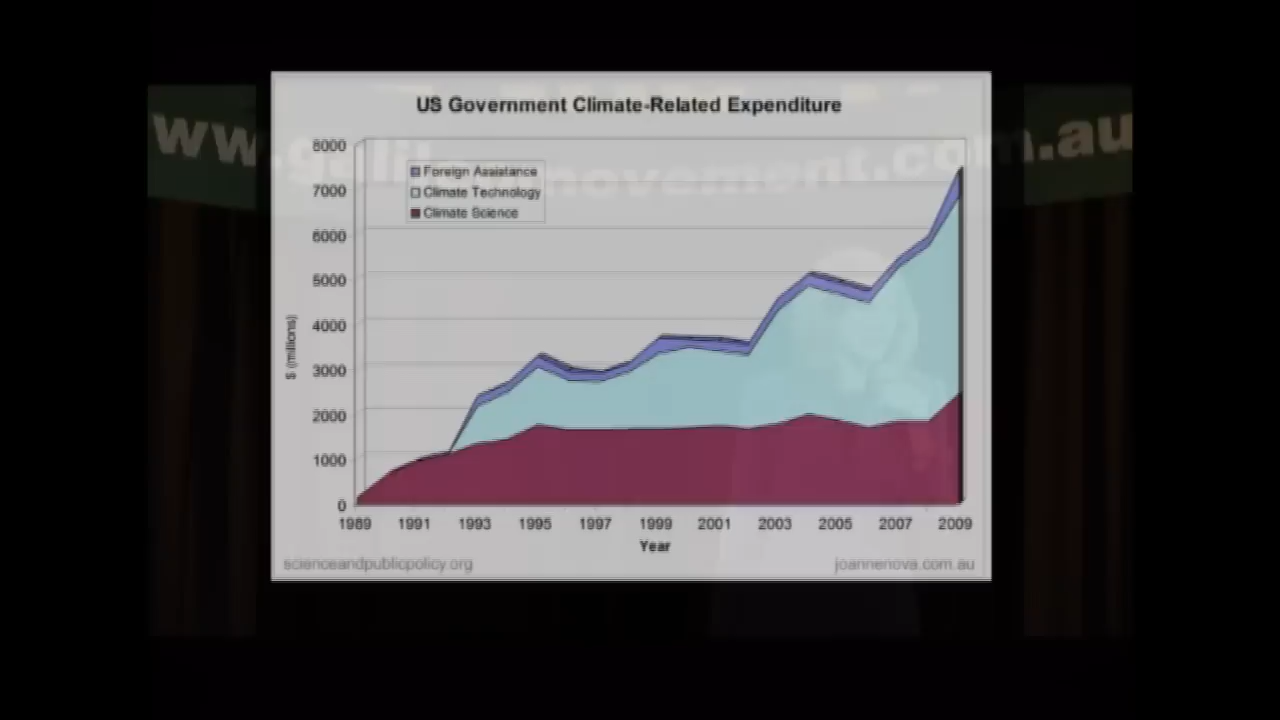 US Government Climate-Related Expenditure
www.galileomovement.com.au
8000
7000
6000
5000
4000
3000
2000
1000
0
$ (millions)
Foreign Assistance
Climate Technology
Climate Science
1989 1991 1993 1995 1997 1999 2001 2003 2005 2007 2009
Year
scienceandpublicpolicy.org
joannenova.com.au